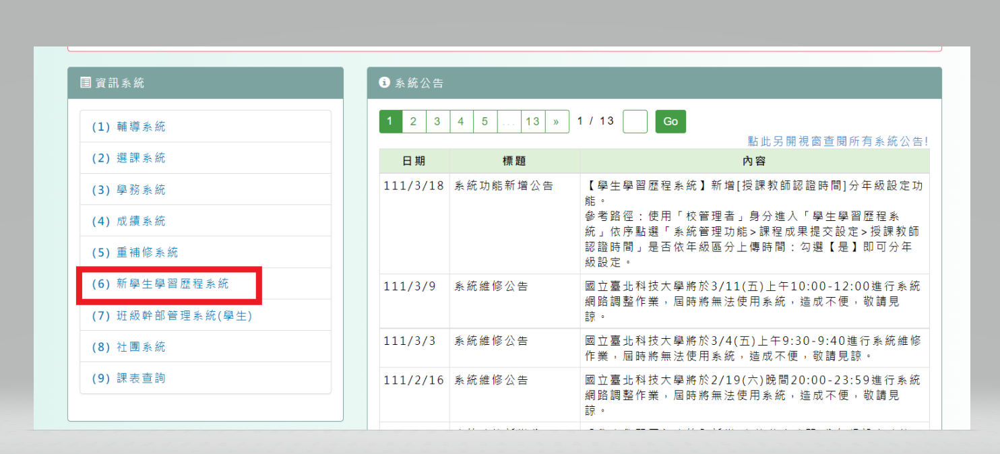 資訊系統
(1) 輔導系統
(2) 選課系統
(3) 學務系統
(4) 成績系統
(5) 重補修系統
(6) 新學生學習歷程系統
(7) 班級幹部管理系統(學生)
(8) 社團系統
(9) 課表查詢
系統公告
1 2 3 4 5 ... 13 » 1 / 13 Go
點此另開視窗查閱所有系統公告!
日期 標題 內容
111/3/18 系統功能新增公告 【學生學習歷程系統】新增[授課教師認證時間]分年級設定功
能。
參考路徑：使用「校管理者」身分進入「學生學習歷程系
統」依序點選「系統管理功能>課程成果提交設定>授課教師
認證時間」是否依年級區分上傳時間：勾選【是】即可分年
級設定。
111/3/9 系統維修公告 國立臺北科技大學將於3/11(五)上午10:00-12:00進行系統
網路調整作業，屆時將無法使用系統，造成不便，敬請見
諒。
111/3/3 系統維修公告 國立臺北科技大學將於3/4(五)上午9:30-9:40進行系統維修
作業，屆時將無法使用系統，造成不便，敬請見諒。
111/2/16 系統維修公告 國立臺北科技大學將於2/19(六)晚間20:00-23:59進行系統
網路調整作業，屆時將無法使用系統，造成不便，敬請見
諒。